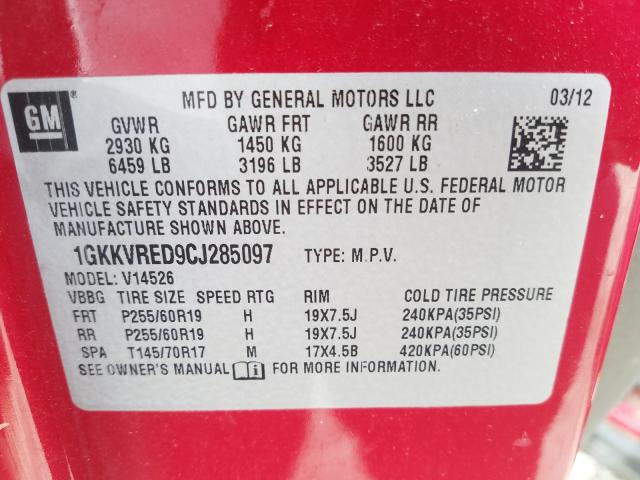 GM ®
MFD BY GENERAL MOTORS LLC 03/12
GVWR GAWR FRT GAWR RR
2930 KG 1450 KG 1600 KG
6459 LB 3196 LB 3527 LB
THIS VEHICLE CONFORMS TO ALL APPLICABLE U.S. FEDERAL MOTOR
VEHICLE SAFETY STANDARDS IN EFFECT ON THE DATE OF
MANUFACTURE SHOWN ABOVE.
1GKKVRED9CJ285097 TYPE: M.P.V.
MODEL: V14526
VBBG TIRE SIZE SPEED RTG RIM COLD TIRE PRESSURE
FRT P255/60R19 H 19X7.5J 240KPA(35PSI)
RR P255/60R19 H 19X7.5J 240KPA(35PSI)
SPA T145/70R17 M 17X4.5B 420KPA(60PSI)
SEE OWNER'S MANUAL i FOR MORE INFORMATION.